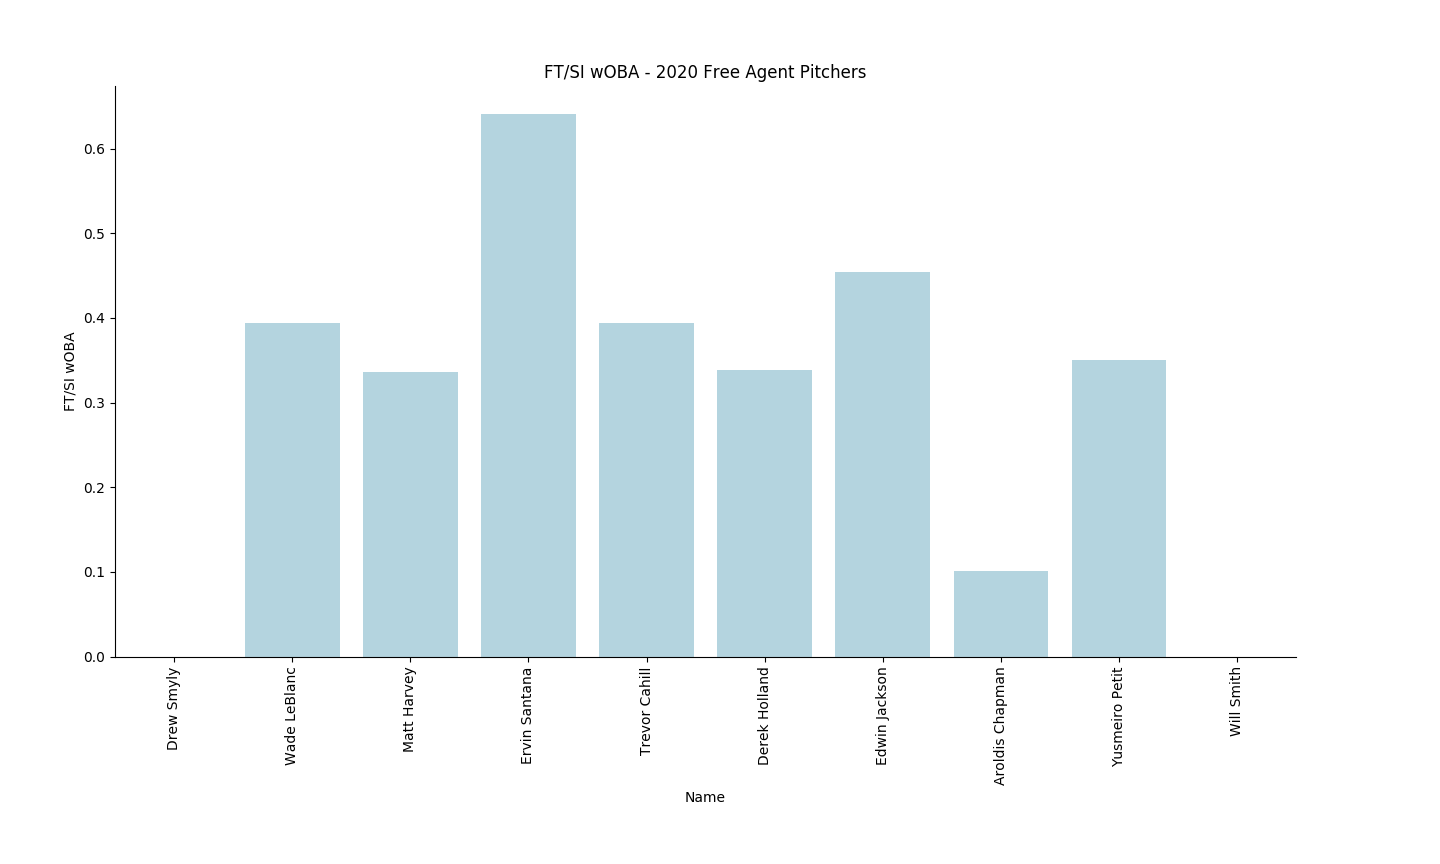 FT/SI wOBA - 2020 Free Agent Pitchers
FT/SI wOBA
0.6
0.5
0.4
0.3
0.2
0.1
0.0
Drew Smyly
Wade LeBlanc
Matt Harvey
Ervin Santana
Trevor Cahill
Derek Holland
Edwin Jackson
Aroldis Chapman
Yusmeiro Petit
Will Smith
Name